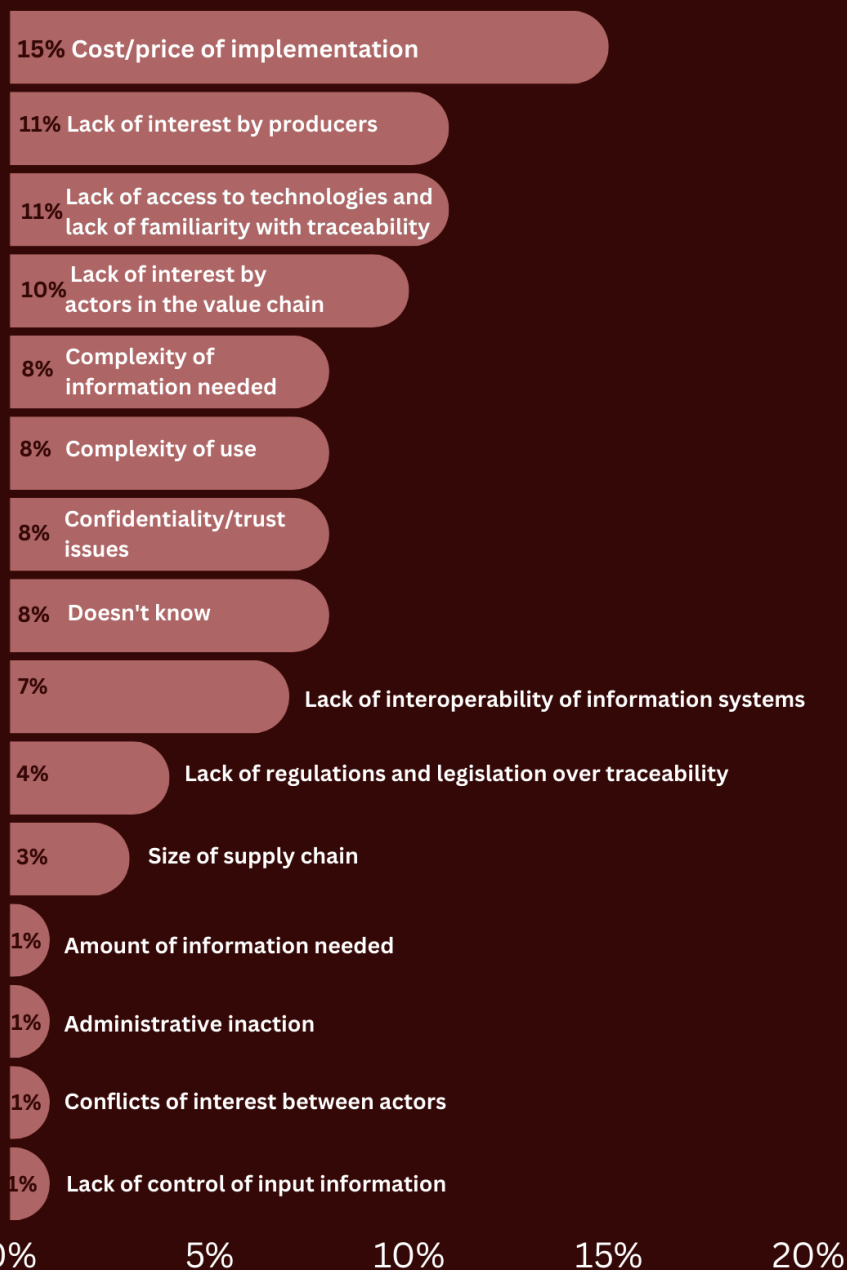 15% Cost/price of implementation
11% Lack of interest by producers
11% Lack of access to technologies and
lack of familiarity with traceability
10% Lack of interest by
actors in the value chain
8% Complexity of
information needed
8% Complexity of use
8% Confidentiality/trust
issues
8% Doesn't know
7% Lack of interoperability of information systems
4% Lack of regulations and legislation over traceability
3% Size of supply chain
1% Amount of information needed
1% Administrative inaction
1% Conflicts of interest between actors
1% Lack of control of input information
0% 5% 10% 15% 20%